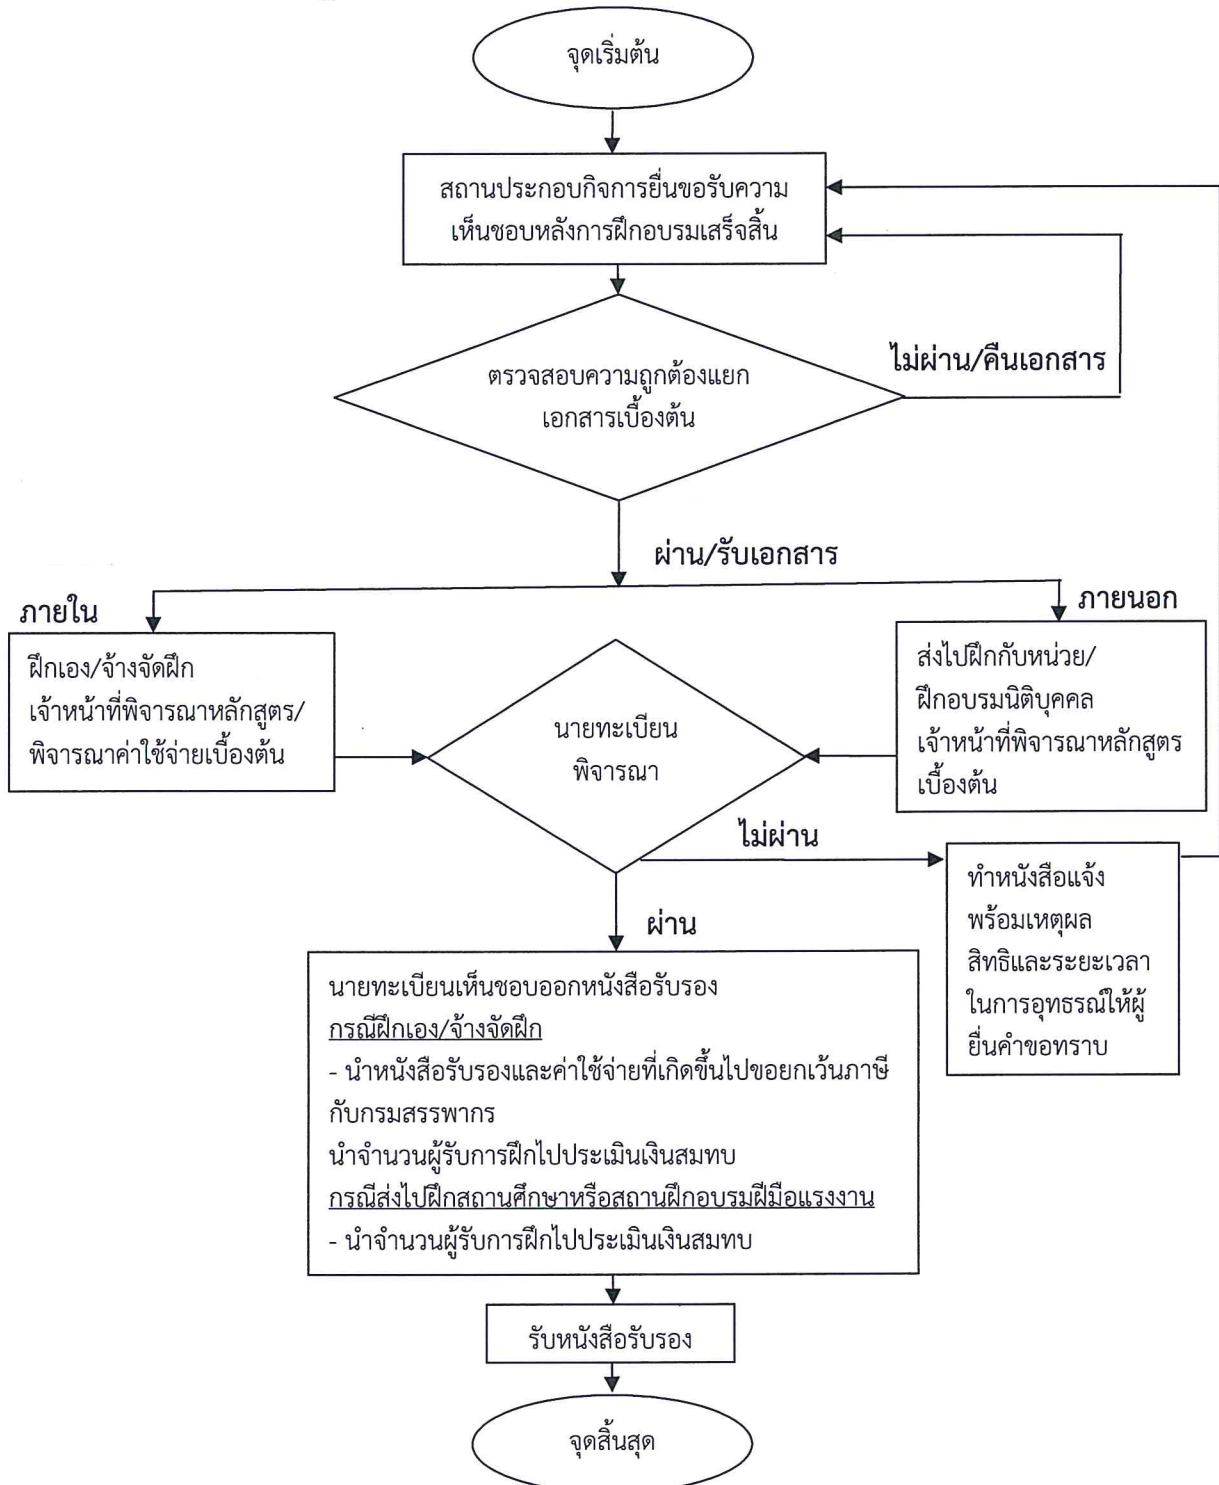 จุดเริ่มต้น
สถานประกอบกิจการยื่นขอรับความ
เห็นชอบหลังการฝึกอบรมเสร็จสิ้น
ไม่ผ่าน/คืนเอกสาร
ตรวจสอบความถูกต้องแยก
เอกสารเบื้องต้น
ผ่าน/รับเอกสาร
ภายใน
ภายนอก
ฝึกเอง/จ้างจัดฝึก
เจ้าหน้าที่พิจารณาหลักสูตร/
พิจารณาค่าใช้จ่ายเบื้องต้น
นายทะเบียน
พิจารณา
ส่งไปฝึกกับหน่วย/
ฝึกอบรมนิติบุคคล
เจ้าหน้าที่พิจารณาหลักสูตร
เบื้องต้น
ไม่ผ่าน
ทำหนังสือแจ้ง
พร้อมเหตุผล
สิทธิและระยะเวลา
ในการอุทธรณ์ให้ผู้
ยื่นคำขอทราบ
ผ่าน
นายทะเบียนเห็นชอบออกหนังสือรับรอง
กรณีฝึกเอง/จ้างจัดฝึก
- นำหนังสือรับรองและค่าใช้จ่ายที่เกิดขึ้นไปขอยกเว้นภาษี
กับกรมสรรพากร
นำจำนวนผู้รับการฝึกไปประเมินเงินสมทบ
กรณีส่งไปฝึกสถานศึกษาหรือสถานฝึกอบรมฝีมือแรงงาน
- นำจำนวนผู้รับการฝึกไปประเมินเงินสมทบ
รับหนังสือรับรอง
จุดสิ้นสุด